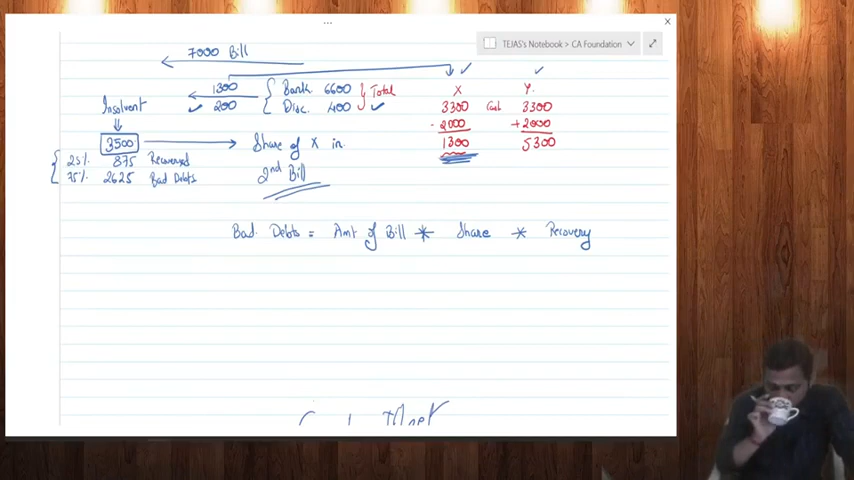 TEJAS's Notebook > CA Foundation
7000 Bill
1300 { Bank 6600 } Total X Y
Insolvent ✓ 200 { Disc. 400 ✓ 3300 Cash 3300
- 2000 + 2000
3500 → Share of X in 1300 5300
25% 875 Recovered
2nd Bill
75% 2625 Bad Debts
Bad Debts = Amt of Bill * Share * Recovery